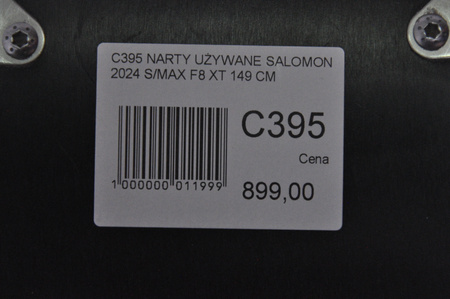 C395 NARTY UŻYWANE SALOMON
2024 S/MAX F8 XT 149 CM
C395
Cena
899,00
1 000000 011999